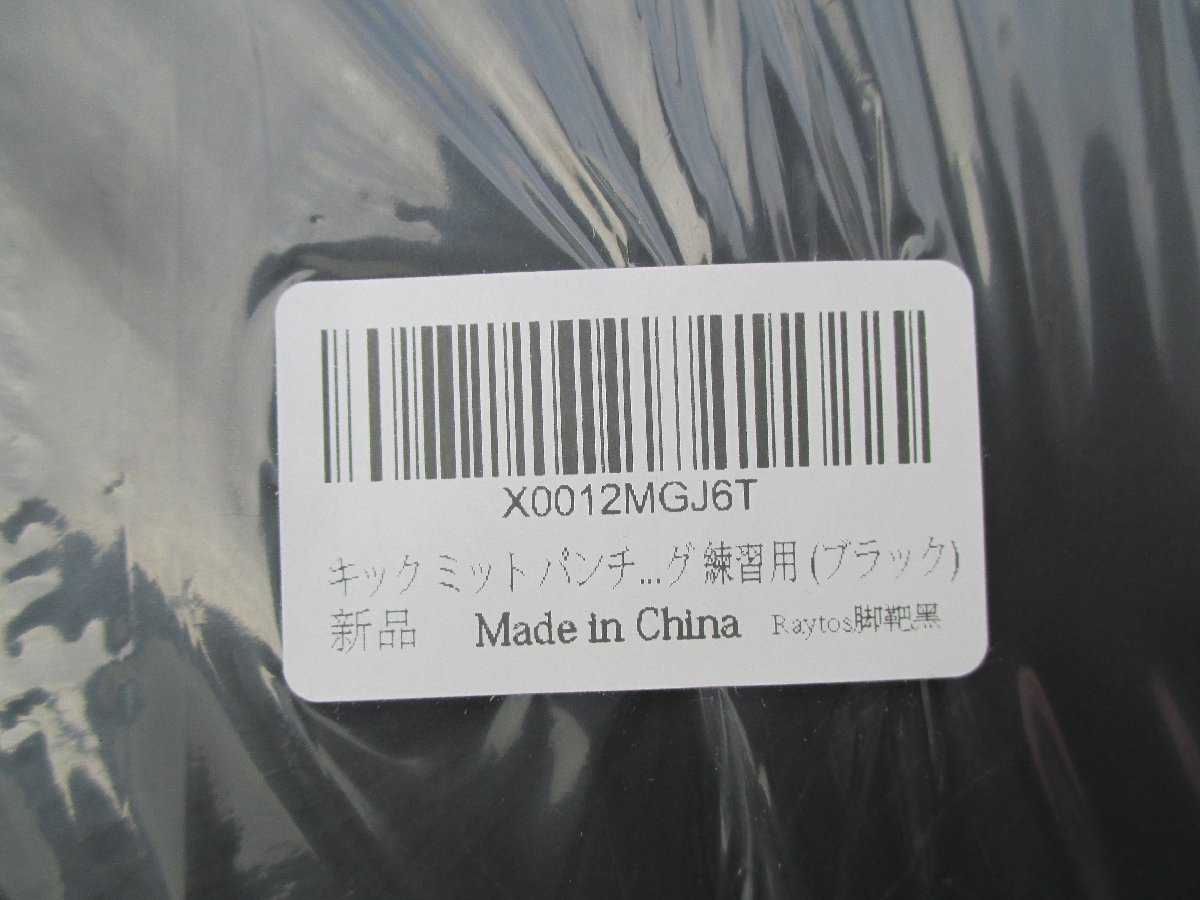 X0012MGJ6T
キック ミット パンチ...グ 練習用 (ブラック)
新品 Made in China Raytos脚靶黑